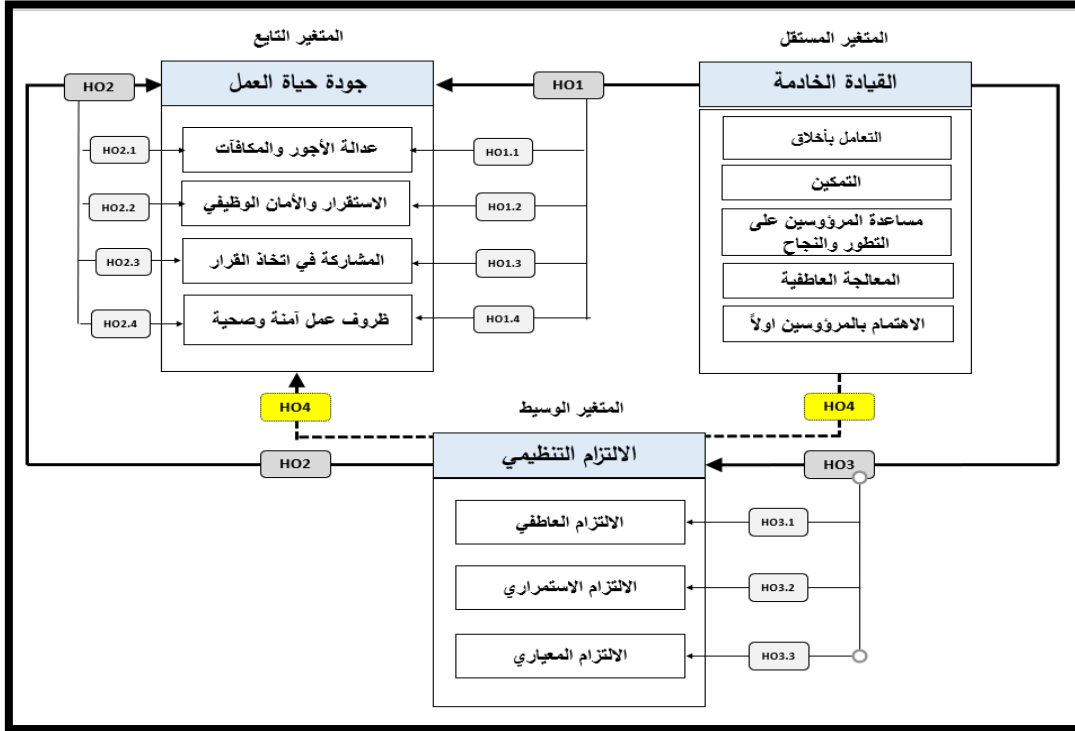 المتغير المستقل
المتغير التابع
القيادة الخادمة
HO1
جودة حياة العمل
HO2
التعامل بأخلاق
التمكين
مساعدة المرؤوسين على
التطور والنجاح
المعالجة العاطفية
الاهتمام بالمرؤوسين اولاً
HO1.1
عدالة الأجور والمكافآت
HO2.1
HO1.2
الاستقرار والأمان الوظيفي
HO2.2
HO1.3
المشاركة في اتخاذ القرار
HO2.3
HO1.4
ظروف عمل آمنة وصحية
HO2.4
HO4
المتغير الوسيط
HO4
HO3
الالتزام التنظيمي
HO2
HO3.1
الالتزام العاطفي
HO3.2
الالتزام الاستمراري
HO3.3
الالتزام المعياري